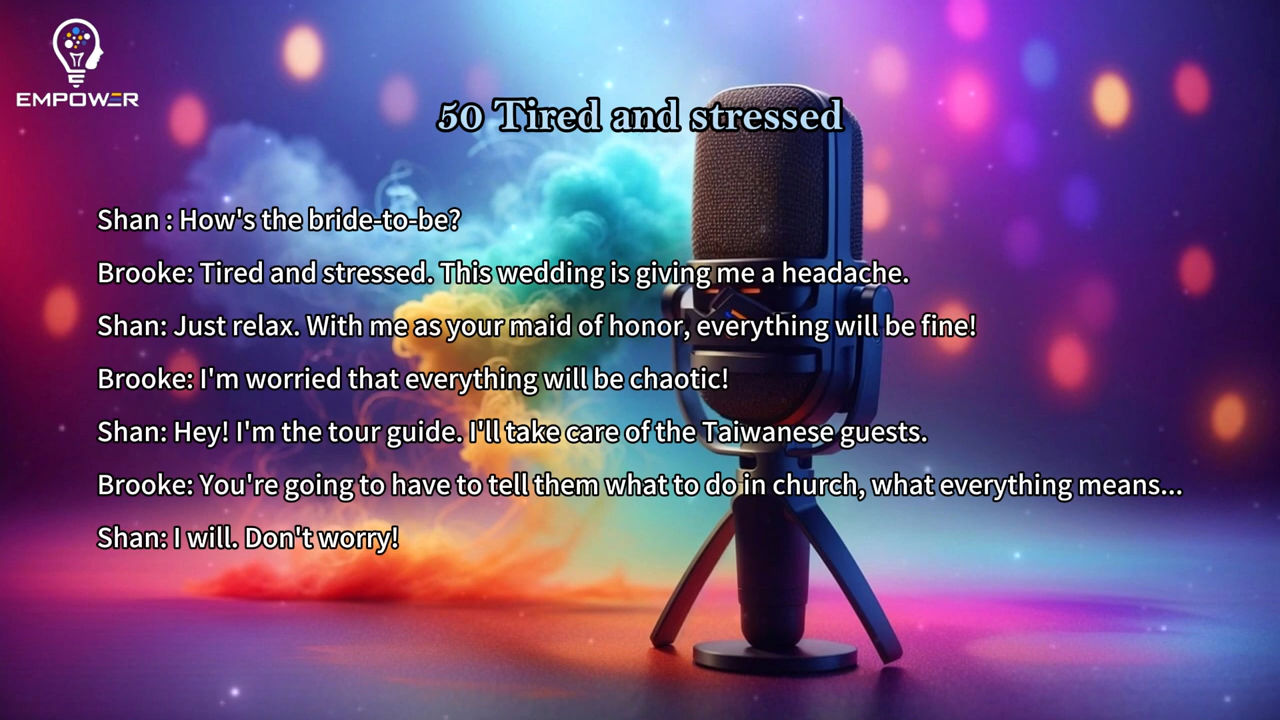 EMPOWER
50 Tired and stressed
Shan : How's the bride-to-be?
Brooke: Tired and stressed. This wedding is giving me a headache.
Shan: Just relax. With me as your maid of honor, everything will be fine!
Brooke: I'm worried that everything will be chaotic!
Shan: Hey! I'm the tour guide. I'll take care of the Taiwanese guests.
Brooke: You're going to have to tell them what to do in church, what everything means...
Shan: I will. Don't worry!